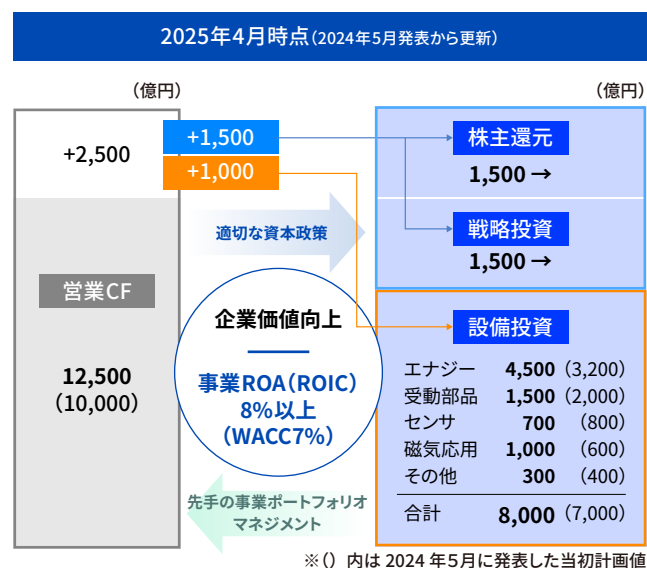 2025年4月時点（2024年5月発表から更新）
（億円）
（億円）
+2,500
+1,500
+1,000
営業CF
12,500
（10,000）
適切な資本政策
企業価値向上
事業ROA（ROIC）
8%以上
（WACC7%）
先手の事業ポートフォリオ
マネジメント
株主還元
1,500 →
戦略投資
1,500 →
設備投資
エナジー 4,500（3,200）
受動部品 1,500（2,000）
センサ 700（800）
磁気応用 1,000（600）
その他 300（400）
合計 8,000（7,000）
※（）内は 2024 年５月に発表した当初計画値